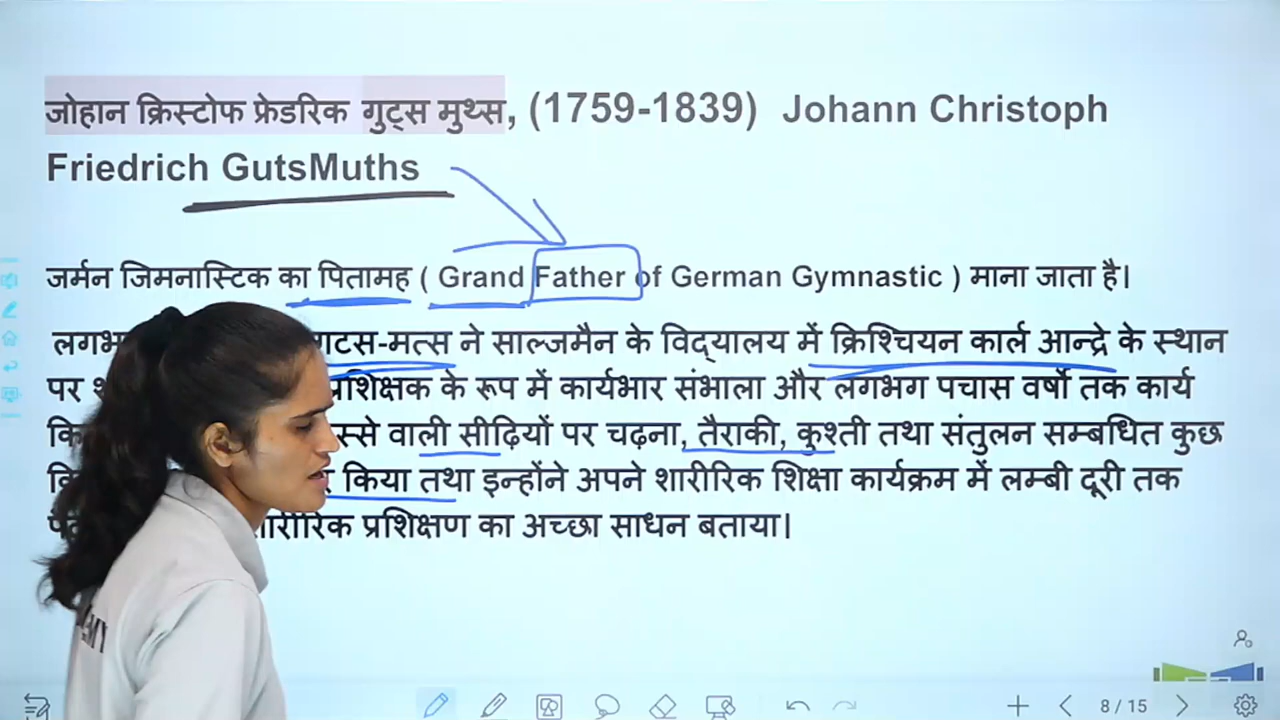 जोहान क्रिस्टोफ फ्रेडरिक गुट्स मुथ्स, (1759-1839) Johann Christoph
Friedrich GutsMuths
जर्मन जिमनास्टिक का पितामह ( Grand Father of German Gymnastic ) माना जाता है।
गटस-मत्स ने साल्जमैन के विद्यालय में क्रिश्चियन कार्ल आन्द्रे के स्थान
पर प्रशिक्षक के रूप में कार्यभार संभाला और लगभग पचास वर्षो तक कार्य
वाली सीढ़ियों पर चढ़ना, तैराकी, कुश्ती तथा संतुलन सम्बधित कुछ
किया तथा इन्होंने अपने शारीरिक शिक्षा कार्यक्रम में लम्बी दूरी तक
प्रशिक्षण का अच्छा साधन बताया।
8 / 15